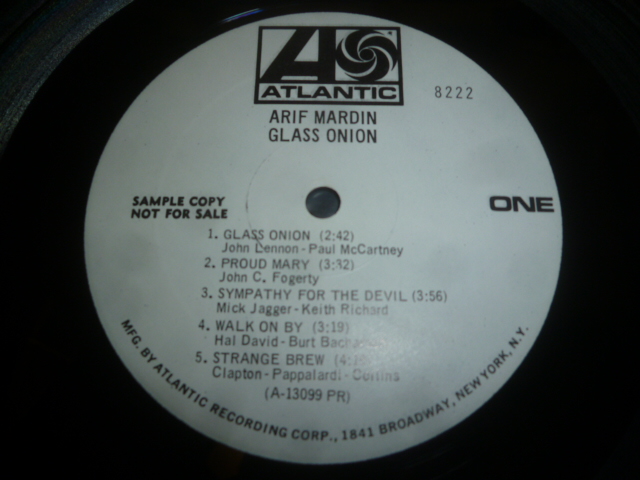 ATLANTIC
8222
ARIF MARDIN
GLASS ONION
SAMPLE COPY
NOT FOR SALE
ONE
1. GLASS ONION (2:42)
John Lennon - Paul McCartney
2. PROUD MARY (3:32)
John C. Fogerty
3. SYMPATHY FOR THE DEVIL (3:56)
Mick Jagger - Keith Richard
4. WALK ON BY (3:19)
Hal David - Burt
5. STRANGE BREW
Clapton - Pappalardi - Collins
(A-13099 PR)
MFG. BY ATLANTIC RECORDING CORP., 1841 BROADWAY, NEW YORK, N.Y.